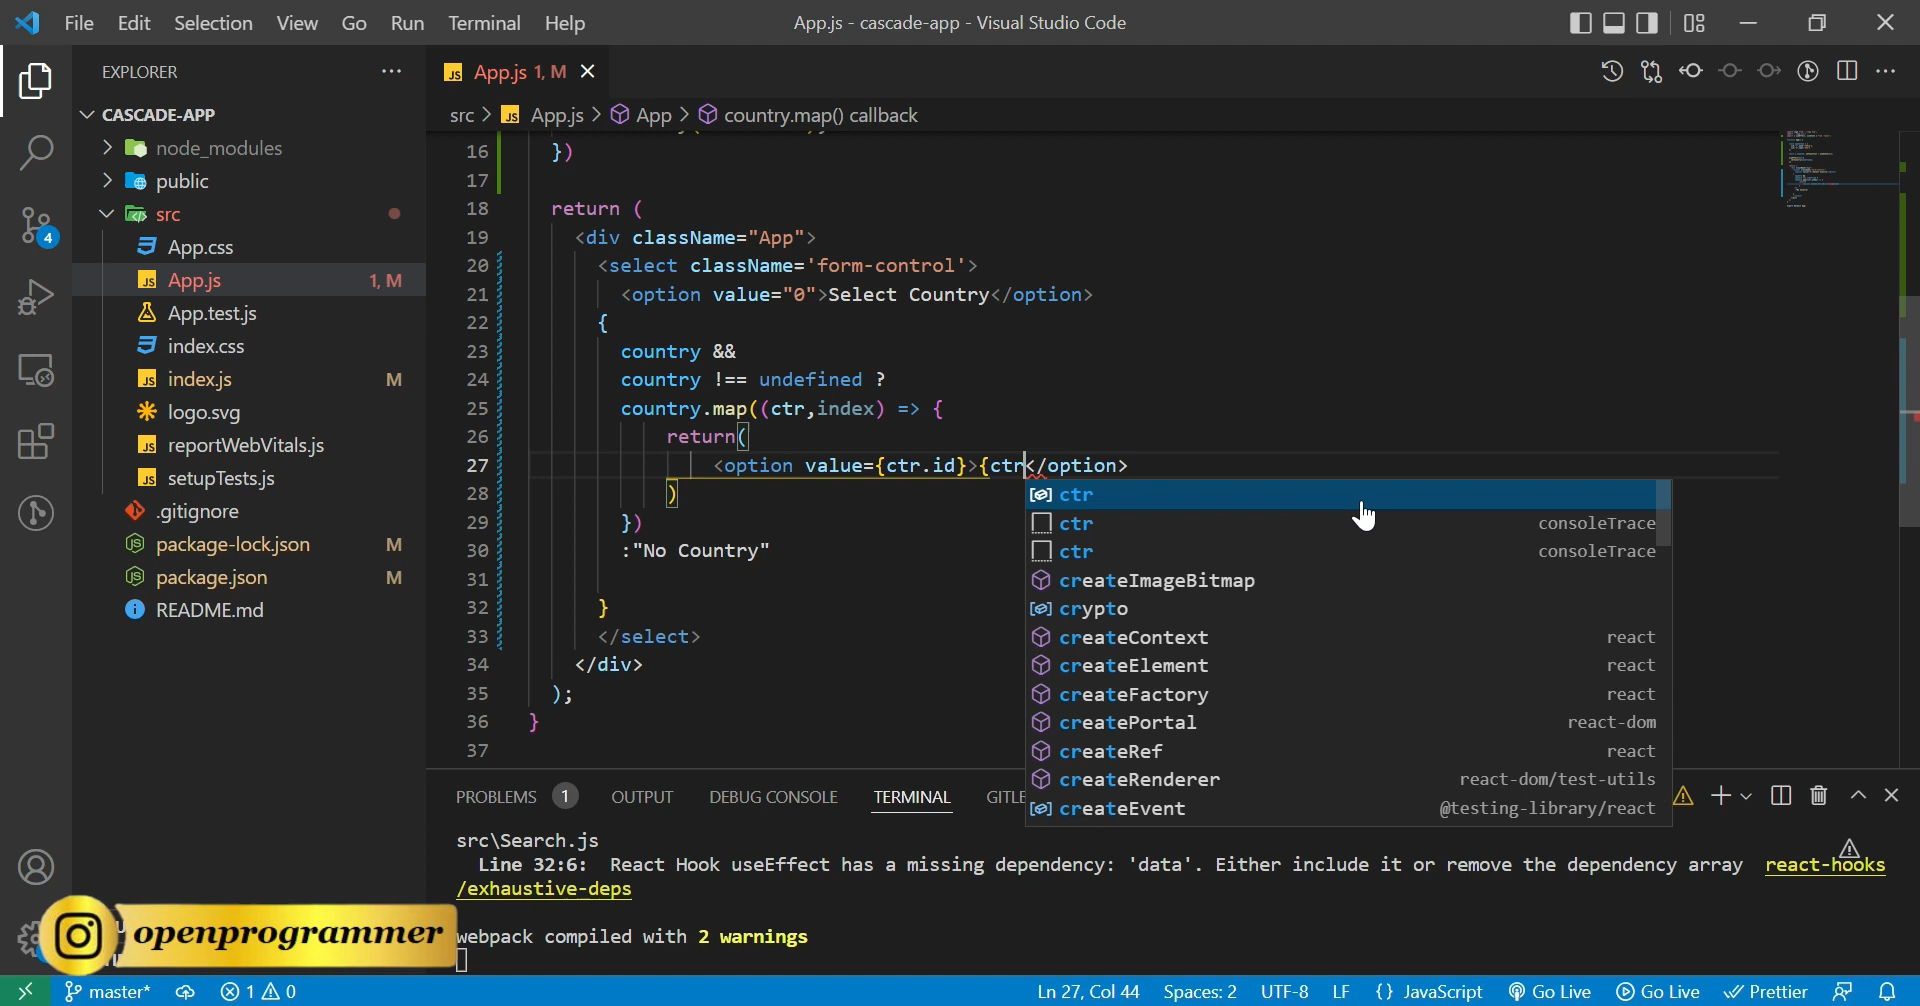 File Edit Selection View Go Run Terminal Help
App.js - cascade-app - Visual Studio Code
EXPLORER
CASCADE-APP
node_modules
public
src
App.css
App.js 1, M
App.test.js
index.css
index.js M
logo.svg
reportWebVitals.js
setupTests.js
.gitignore
package-lock.json M
package.json M
README.md
4
JS App.js 1, M
src > JS App.js > App > country.map() callback
16 })
17
18 return (
19 <div className="App">
20 <select className='form-control'>
21 <option value="0">Select Country</option>
22 {
23 country &&
24 country !== undefined ?
25 country.map((ctr,index) => {
26 return(
27 <option value={ctr.id}>{ctr</option>
28 )
29 })
30 :"No Country"
31
32 }
33 </select>
34 </div>
35 );
36 }
37
ctr
ctr consoleTrace
ctr consoleTrace
createImageBitmap
crypto
createContext react
createElement react
createFactory react
createPortal react-dom
createRef react
createRenderer react-dom/test-utils
createEvent @testing-library/react
PROBLEMS 1 OUTPUT DEBUG CONSOLE TERMINAL GITLE
src\Search.js
Line 32:6: React Hook useEffect has a missing dependency: 'data'. Either include it or remove the dependency array react-hooks
/exhaustive-deps
webpack compiled with 2 warnings
openprogrammer
master* 1 0 Ln 27, Col 44 Spaces: 2 UTF-8 LF {} JavaScript Go Live Go Live Prettier